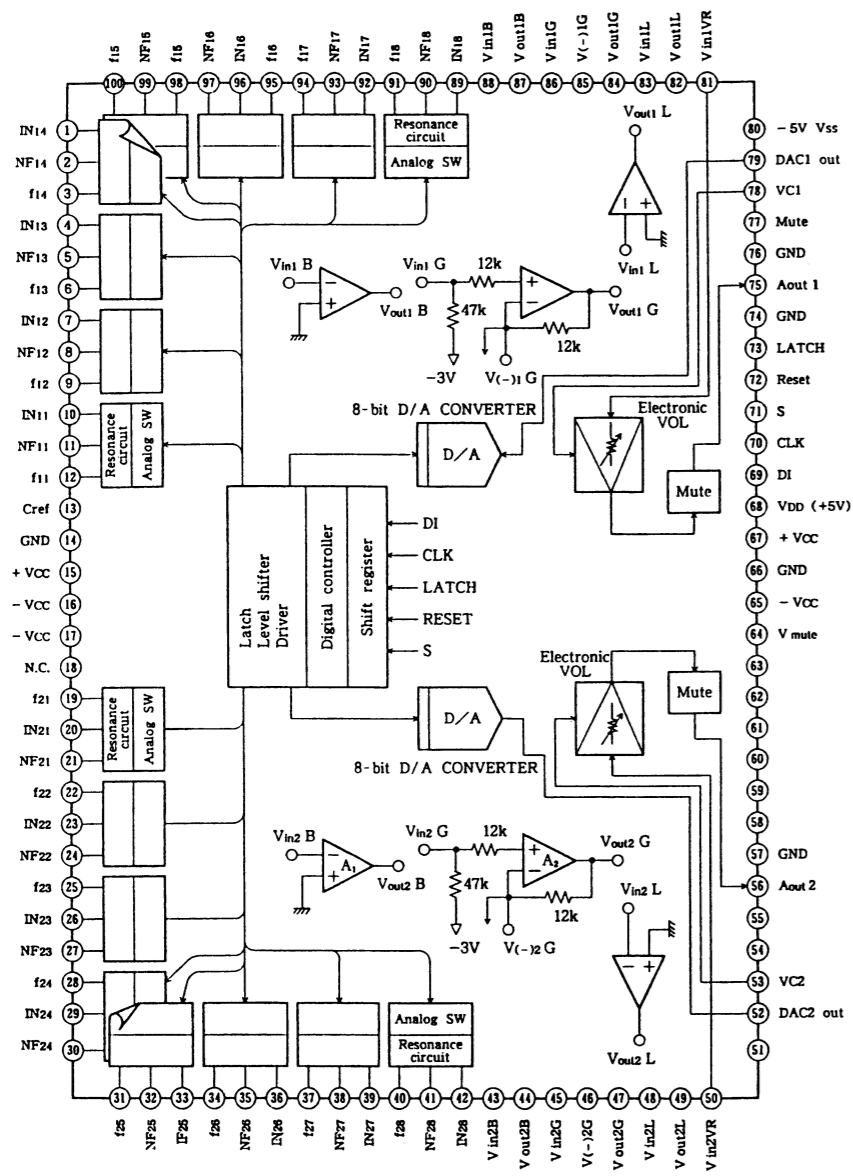 f15
NF15
f15
NF16
IN16
f16
f17
NF17
IN17
f18
NF18
IN18
V in1B
V out1B
V in1G
V(-)1G
V out1G
V in1L
V out1L
V in1VR
100
99
98
97
96
95
94
93
92
91
90
89
88
87
86
85
84
83
82
81
IN14 1
NF14 2
f14 3
IN13 4
NF13 5
f13 6
IN12 7
NF12 8
f12 9
IN11 10
NF11 11
f11 12
Cref 13
GND 14
+ VCC 15
- VCC 16
- VCC 17
N.C. 18
f21 19
IN21 20
NF21 21
f22 22
IN22 23
NF22 24
f23 25
IN23 26
NF23 27
f24 28
IN24 29
NF24 30
Resonance
circuit
Analog SW
Vout1 L
Vin1 L
Vin1 B
Vout1 B
Vin1 G
12k
47k
-3V
12k
V(-)1 G
Vout1 G
8-bit D/A CONVERTER
D/A
Electronic
VOL
Mute
Resonance
circuit
Analog SW
Latch
Level shifter
Driver
Digital controller
Shift register
DI
CLK
LATCH
RESET
S
Resonance
circuit
Analog SW
Electronic
VOL
Mute
D/A
8-bit D/A CONVERTER
Vin2 B
A1
Vout2 B
Vin2 G
12k
47k
-3V
A2
12k
V(-)2 G
Vout2 G
Vin2 L
Vout2 L
Analog SW
Resonance
circuit
80 -5V Vss
79 DAC1 out
78 VC1
77 Mute
76 GND
75 Aout 1
74 GND
73 LATCH
72 Reset
71 S
70 CLK
69 DI
68 VDD (+5V)
67 + VCC
66 GND
65 - VCC
64 V mute
63
62
61
60
59
58
57 GND
56 Aout 2
55
54
53 VC2
52 DAC2 out
51
31
32
33
34
35
36
37
38
39
40
41
42
43
44
45
46
47
48
49
50
f25
NF25
IF25
f26
NF26
IN26
f27
NF27
IN27
f28
NF28
IN28
V in2B
V out2B
V in2G
V(-)2G
V out2G
V in2L
V out2L
V in2VR